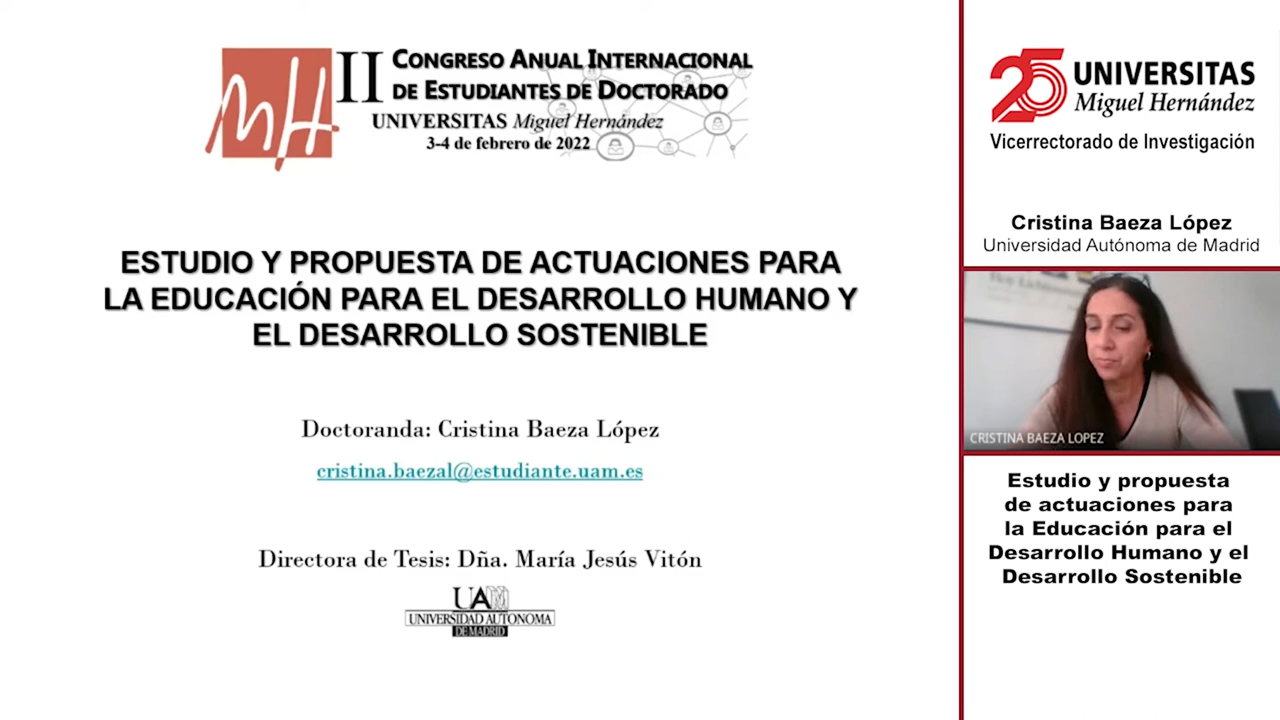 II CONGRESO ANUAL INTERNACIONAL
DE ESTUDIANTES DE DOCTORADO
UNIVERSITAS Miguel Hernández
3-4 de febrero de 2022
MH
ESTUDIO Y PROPUESTA DE ACTUACIONES PARA
LA EDUCACIÓN PARA EL DESARROLLO HUMANO Y
EL DESARROLLO SOSTENIBLE
Doctoranda: Cristina Baeza López
cristina.baezal@estudiante.uam.es
Directora de Tesis: Dña. María Jesús Vitón
UAM
UNIVERSIDAD AUTONOMA
DE MADRID
25 UNIVERSITAS
Miguel Hernández
Vicerrectorado de Investigación
Cristina Baeza López
Universidad Autónoma de Madrid
CRISTINA BAEZA LOPEZ
Estudio y propuesta
de actuaciones para
la Educación para el
Desarrollo Humano y el
Desarrollo Sostenible